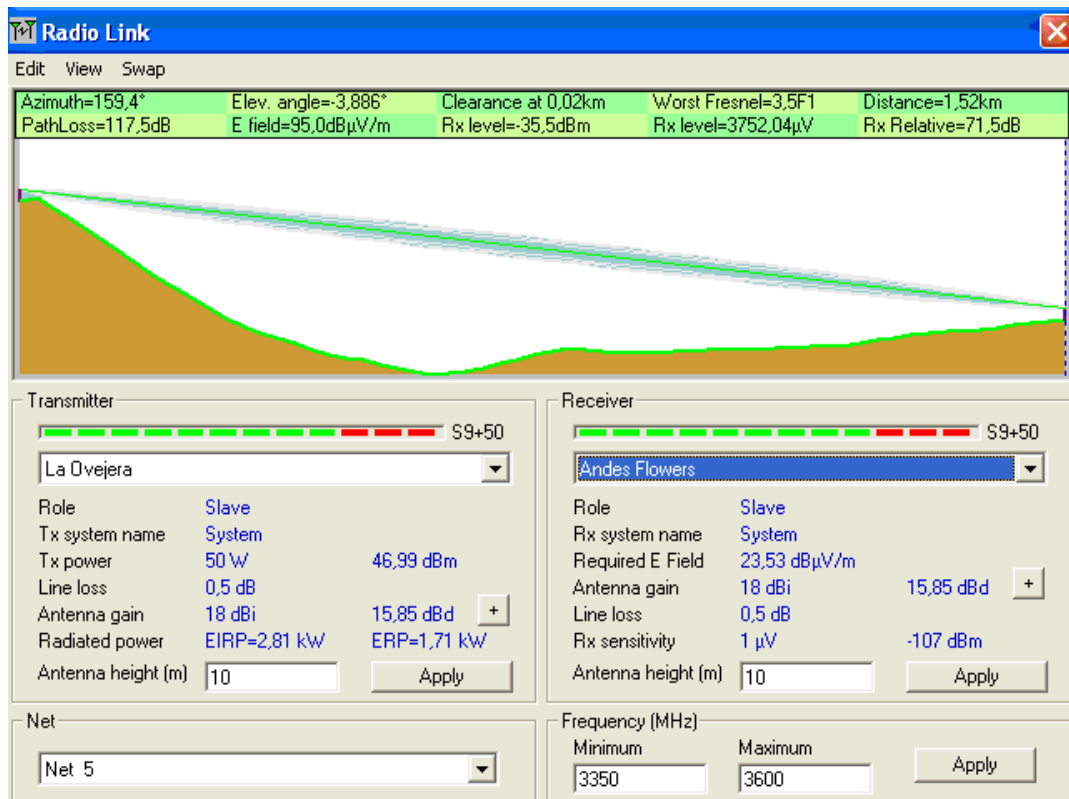 Radio Link
Edit View Swap
Azimuth=159,4° Elev. angle=-3,886° Clearance at 0,02km Worst Fresnel=3,5F1 Distance=1,52km
PathLoss=117,5dB E field=95,0dBµV/m Rx level=-35,5dBm Rx level=3752,04µV Rx Relative=71,5dB
Transmitter
S9+50
La Ovejera
Role Slave
Tx system name System
Tx power 50 W 46,99 dBm
Line loss 0,5 dB
Antenna gain 18 dBi 15,85 dBd +
Radiated power EIRP=2,81 kW ERP=1,71 kW
Antenna height (m) 10 Apply
Receiver
S9+50
Andes Flowers
Role Slave
Rx system name System
Required E Field 23,53 dBµV/m
Antenna gain 18 dBi 15,85 dBd +
Line loss 0,5 dB
Rx sensitivity 1 µV -107 dBm
Antenna height (m) 10 Apply
Net
Net 5
Frequency (MHz)
Minimum Maximum
3350 3600 Apply